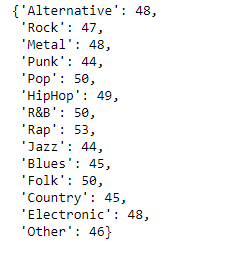 {'Alternative': 48,
'Rock': 47,
'Metal': 48,
'Punk': 44,
'Pop': 50,
'HipHop': 49,
'R&B': 50,
'Rap': 53,
'Jazz': 44,
'Blues': 45,
'Folk': 50,
'Country': 45,
'Electronic': 48,
'Other': 46}